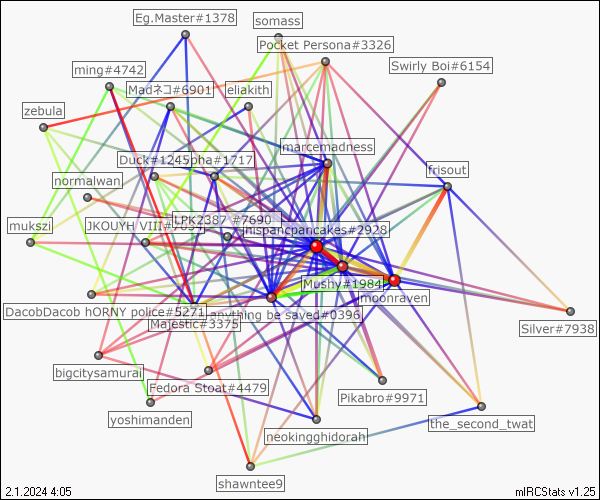 Eg.Master#1378
somass
Pocket Persona#3326
Swirly Boi#6154
ming#4742
Madネコ#6901
eliakith
zebula
marcemadness
Duck#1245
pha#1717
frisout
normalwan
LPK2387 #7690
mukszi
JKOUYH VIII#7039
hispancpancakes#2928
Mushy#1984
moonraven
DacobDacob hORNY police#5271
anything be saved#0396
Majestic#3375
Silver#7938
bigcitysamurai
Fedora Stoat#4479
Pikabro#9971
yoshimanden
the_second_twat
neokingghidorah
shawntee9
2.1.2024 4:05
mIRCStats v1.25